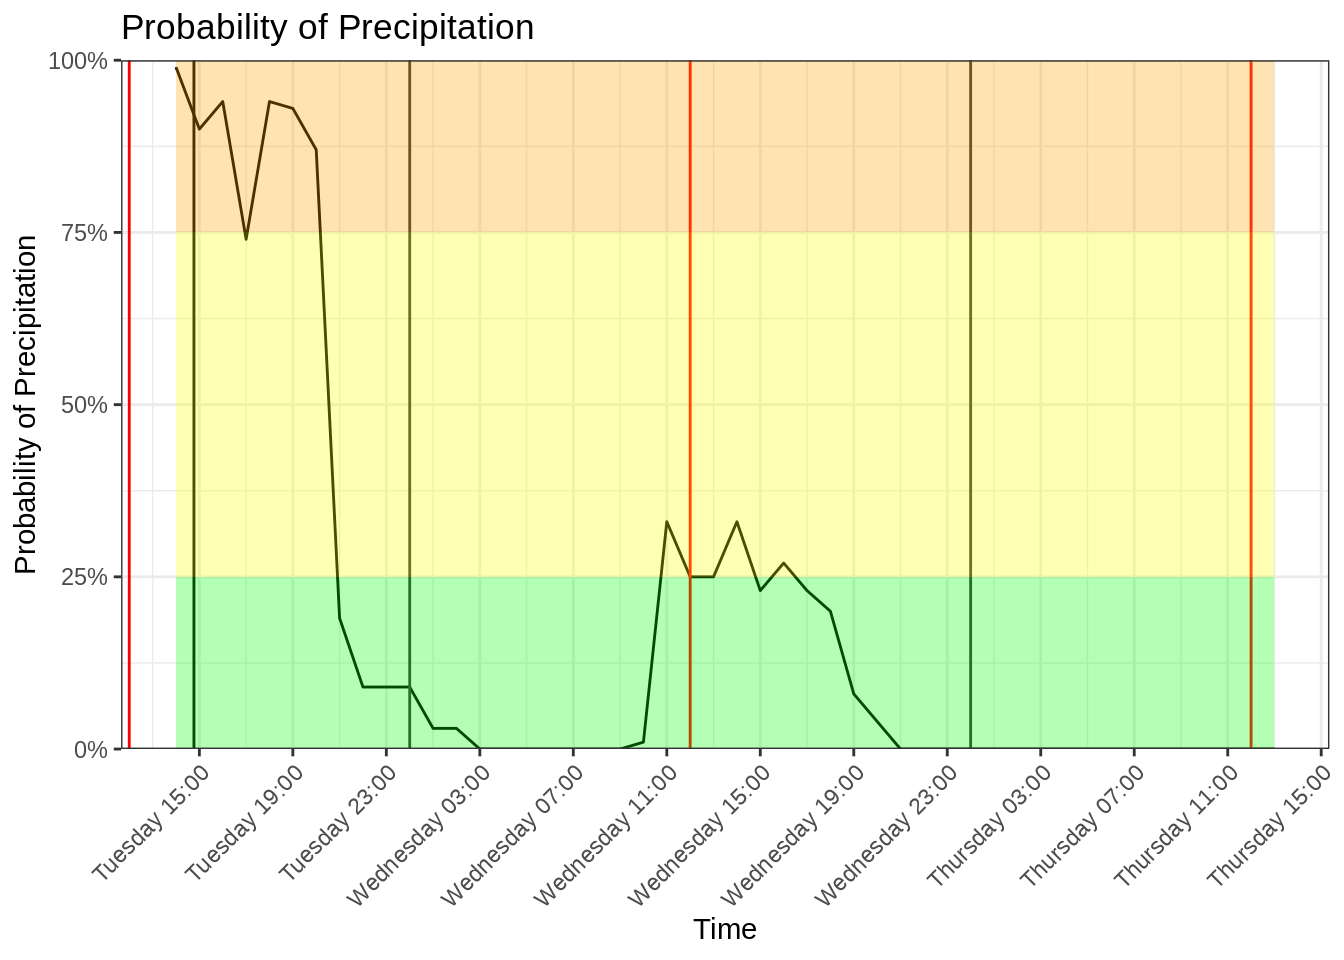 Probability of Precipitation
Probability of Precipitation
100%
75%
50%
25%
0%
Tuesday 15:00
Tuesday 19:00
Tuesday 23:00
Wednesday 03:00
Wednesday 07:00
Wednesday 11:00
Wednesday 15:00
Wednesday 19:00
Wednesday 23:00
Thursday 03:00
Thursday 07:00
Thursday 11:00
Thursday 15:00
Time